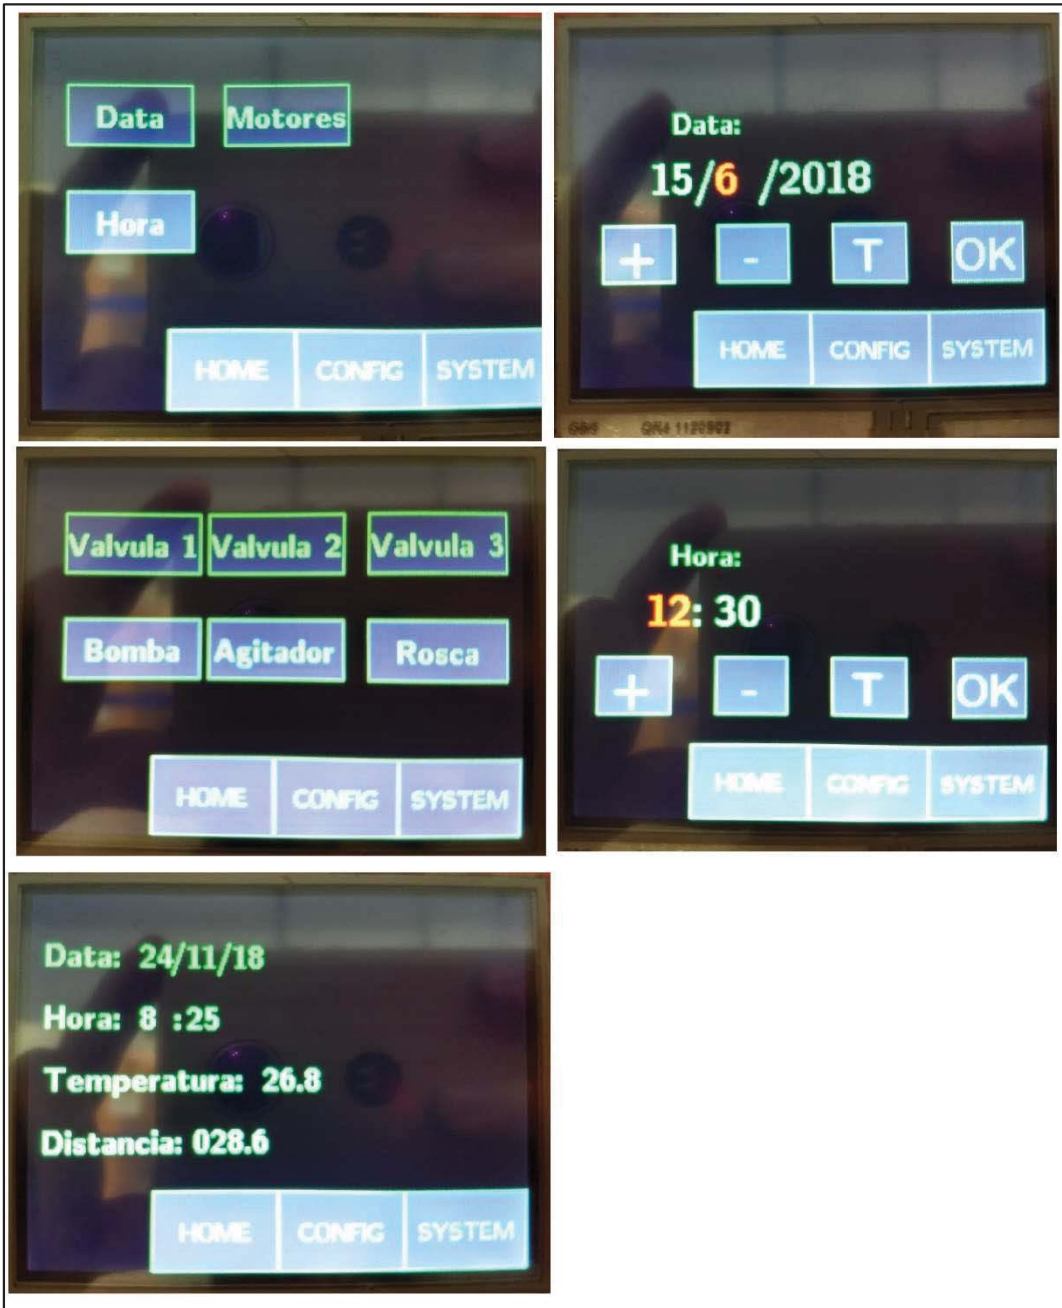 Data Motores
Hora
HOME CONFIG SYSTEM
Data:
15/6 /2018
+ - T OK
HOME CONFIG SYSTEM
Valvula 1 Valvula 2 Valvula 3
Bomba Agitador Rosca
HOME CONFIG SYSTEM
Hora:
12: 30
+ - T OK
HOME CONFIG SYSTEM
Data: 24/11/18
Hora: 8 :25
Temperatura: 26.8
Distancia: 028.6
HOME CONFIG SYSTEM